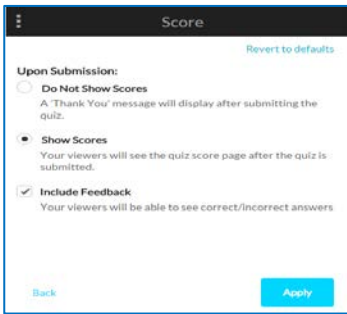 Score
Revert to defaults
Upon Submission:
Do Not Show Scores
A 'Thank You' message will display after submitting the
quiz.
Show Scores
Your viewers will see the quiz score page after the quiz is
submitted.
Include Feedback
Your viewers will be able to see correct/incorrect answers
Back
Apply